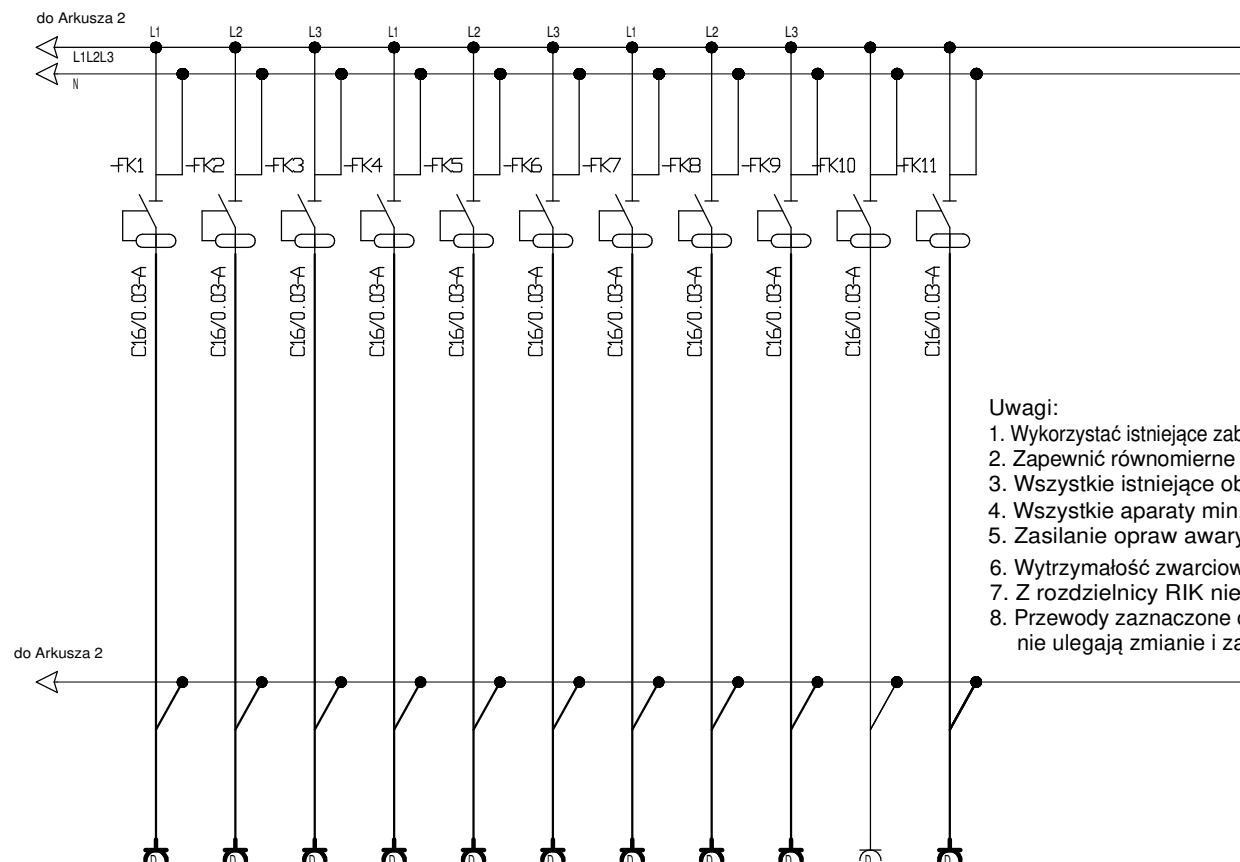 do Arkusza 2
L1 L2 L3 L1 L2 L3 L1 L2 L3
L1L2L3
N
-FK1 -FK2 -FK3 -FK4 -FK5 -FK6 -FK7 -FK8 -FK9 -FK10 -FK11
C16/0.03-A C16/0.03-A C16/0.03-A C16/0.03-A C16/0.03-A C16/0.03-A C16/0.03-A C16/0.03-A C16/0.03-A C16/0.03-A C16/0.03-A
Uwagi:
1. Wykorzystać istniejące zab
2. Zapewnić równomierne
3. Wszystkie istniejące ob
4. Wszystkie aparaty min.
5. Zasilanie opraw awary
6. Wytrzymałość zwarciow
7. Z rozdzielnicy RIK nie
8. Przewody zaznaczone
nie ulegają zmianie i za
do Arkusza 2